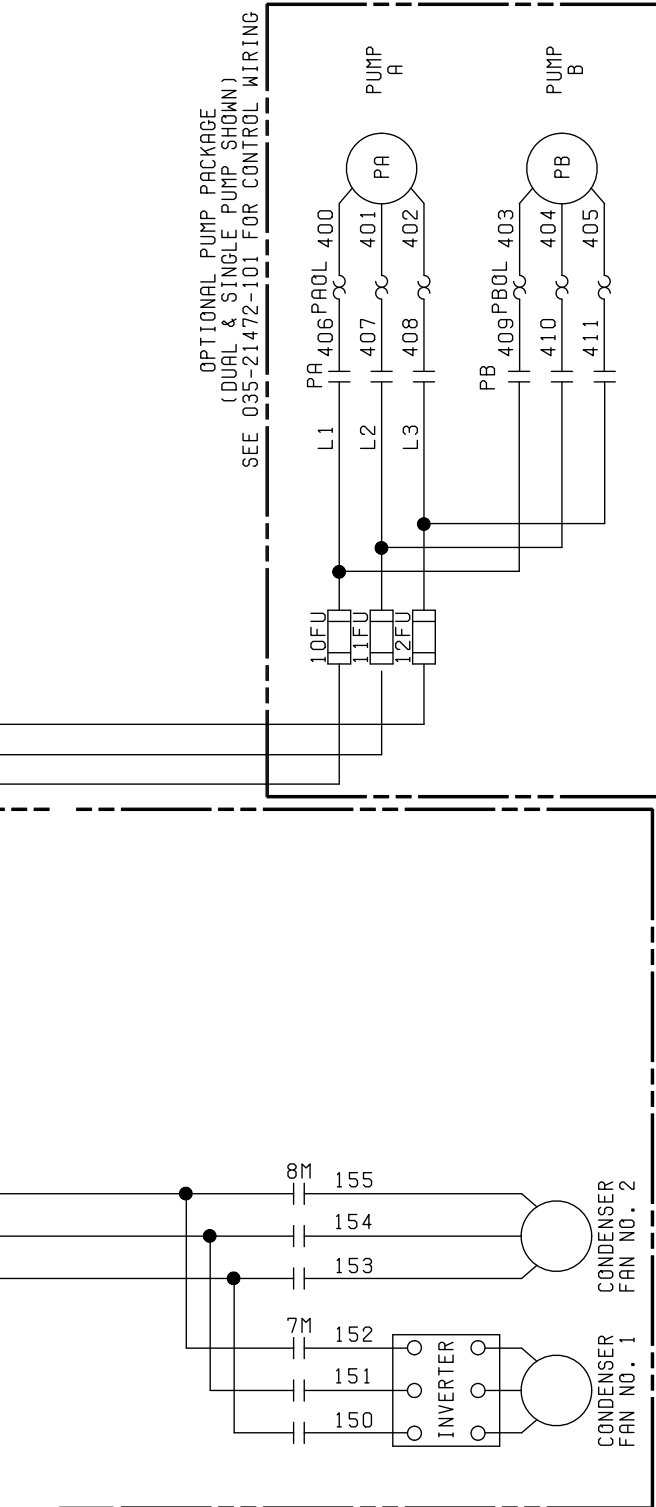 OPTIONAL PUMP PACKAGE
(DUAL & SINGLE PUMP SHOWN)
SEE 035-21472-101 FOR CONTROL WIRING
PUMP
A
PUMP
B
PA
PB
400
401
402
403
404
405
PAOL
PBOL
406
407
408
409
410
411
PA
PB
L1
L2
L3
10FU
11FU
12FU
8M
155
154
153
CONDENSER
FAN NO. 2
7M
152
151
150
INVERTER
CONDENSER
FAN NO. 1